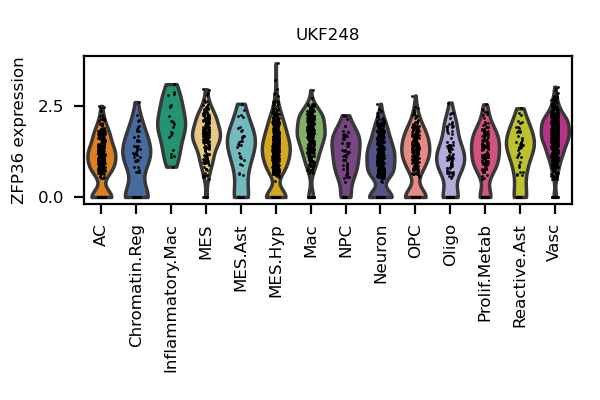 UKF248
ZFP36 expression
2.5
0.0
AC
Chromatin.Reg
Inflammatory.Mac
MES
MES.Ast
MES.Hyp
Mac
NPC
Neuron
OPC
Oligo
Prolif.Metab
Reactive.Ast
Vasc